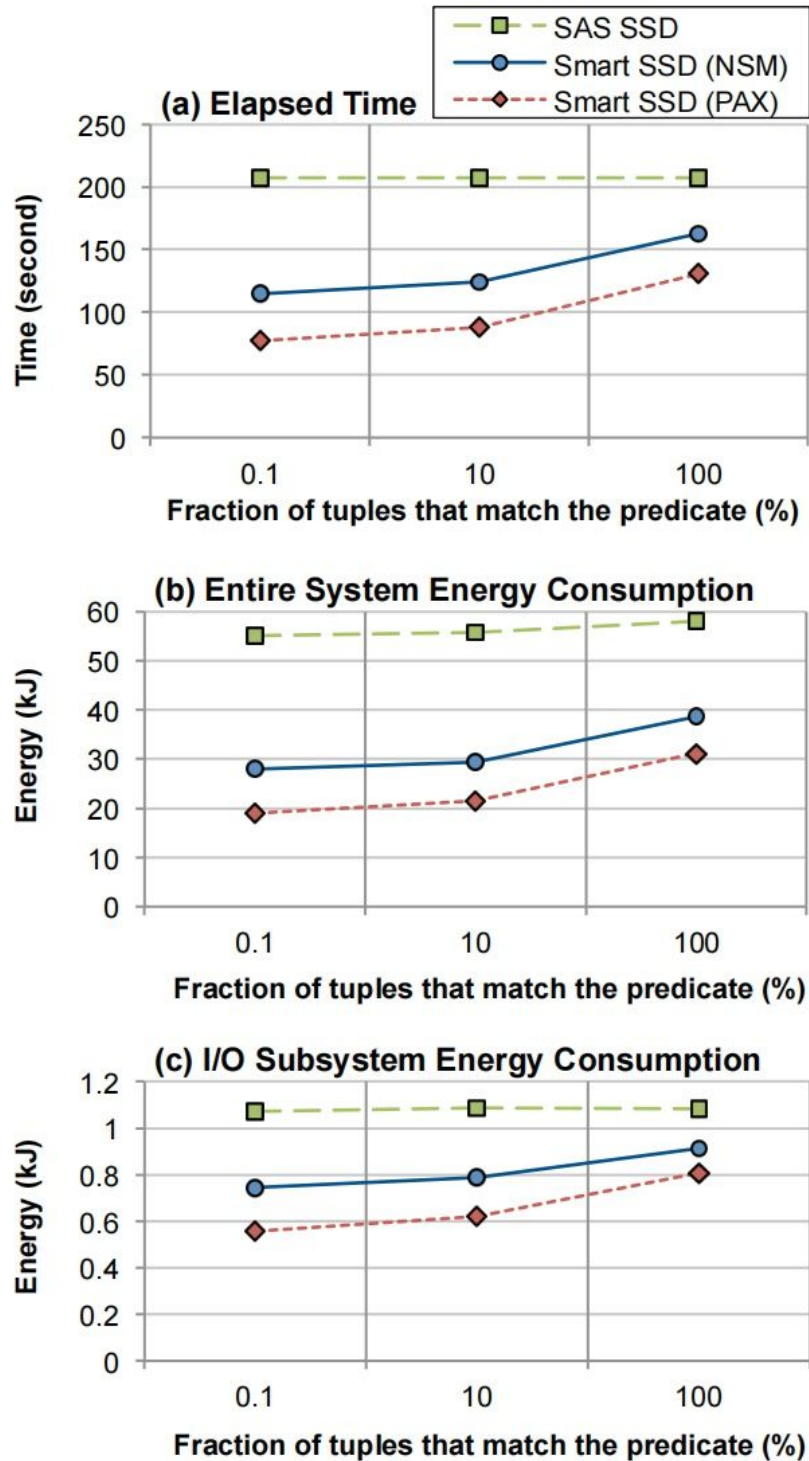 SAS SSD
Smart SSD (NSM)
Smart SSD (PAX)
(a) Elapsed Time
250
200
150
100
50
0
Time (second)
0.1 10 100
Fraction of tuples that match the predicate (%)
(b) Entire System Energy Consumption
60
50
40
30
20
10
0
Energy (kJ)
0.1 10 100
Fraction of tuples that match the predicate (%)
(c) I/O Subsystem Energy Consumption
1.2
1
0.8
0.6
0.4
0.2
0
Energy (kJ)
0.1 10 100
Fraction of tuples that match the predicate (%)